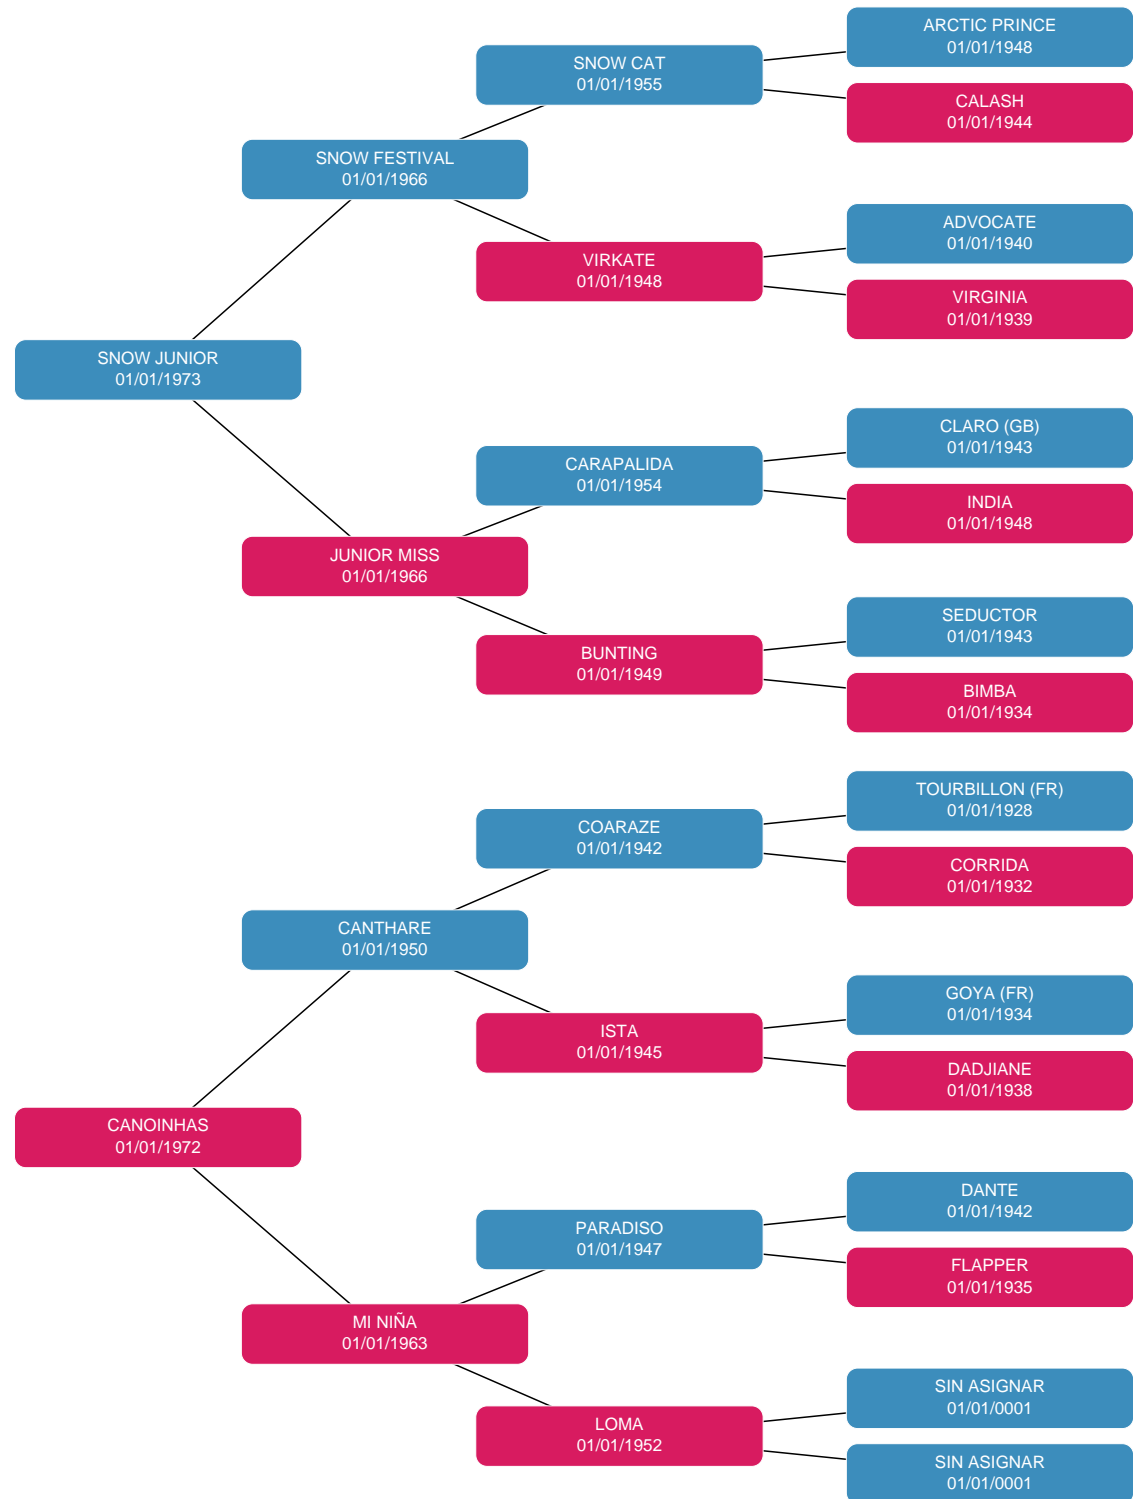 ARCTIC PRINCE
01/01/1948
SNOW CAT
01/01/1955
CALASH
01/01/1944
SNOW FESTIVAL
01/01/1966
ADVOCATE
01/01/1940
VIRKATE
01/01/1948
VIRGINIA
01/01/1939
SNOW JUNIOR
01/01/1973
CLARO (GB)
01/01/1943
CARAPALIDA
01/01/1954
INDIA
01/01/1948
JUNIOR MISS
01/01/1966
SEDUCTOR
01/01/1943
BUNTING
01/01/1949
BIMBA
01/01/1934
TOURBILLON (FR)
01/01/1928
COARAZE
01/01/1942
CORRIDA
01/01/1932
CANTHARE
01/01/1950
GOYA (FR)
01/01/1934
ISTA
01/01/1945
DADJIANE
01/01/1938
CANOINHAS
01/01/1972
DANTE
01/01/1942
PARADISO
01/01/1947
FLAPPER
01/01/1935
MI NIÑA
01/01/1963
SIN ASIGNAR
01/01/0001
LOMA
01/01/1952
SIN ASIGNAR
01/01/0001